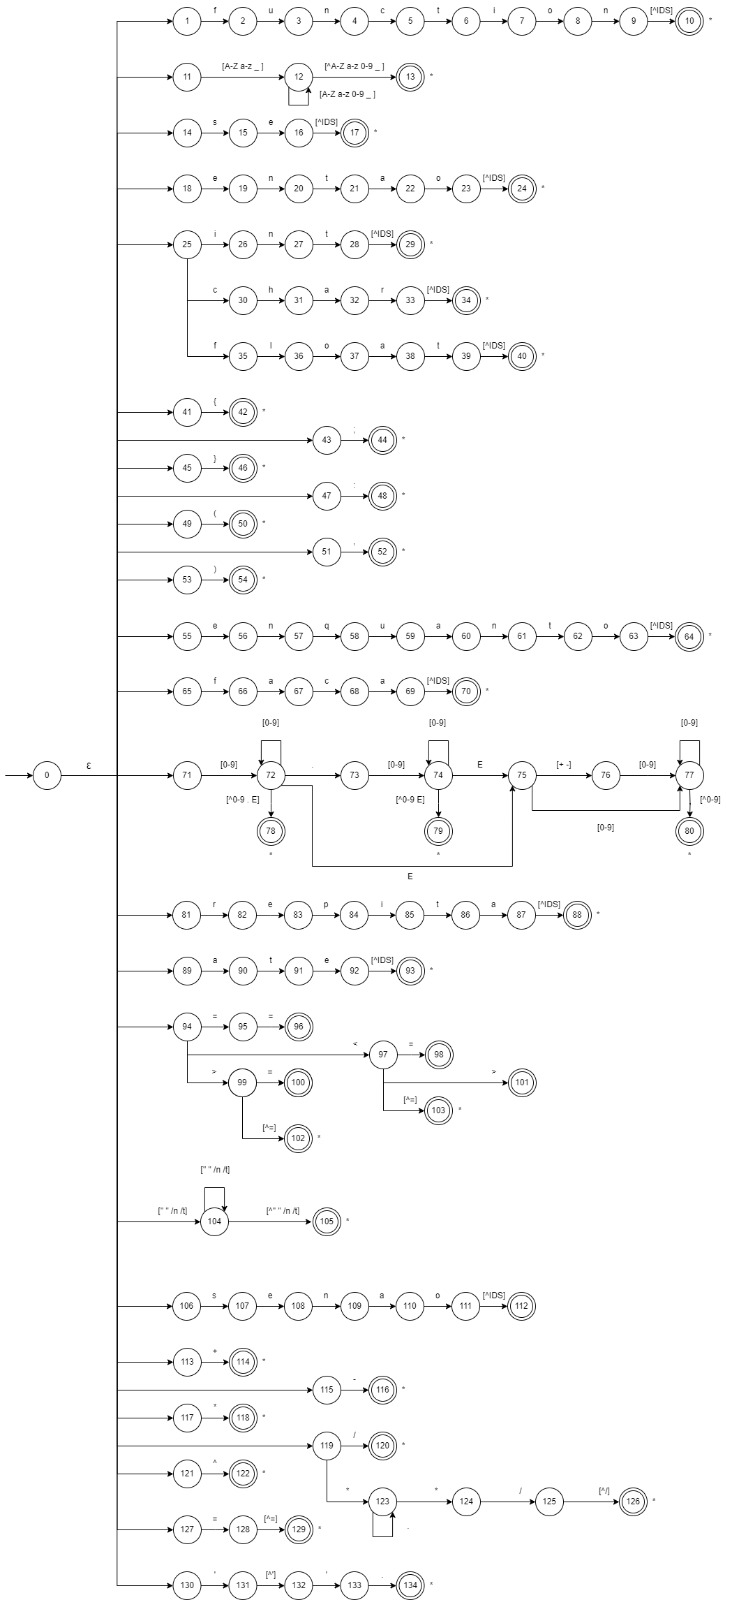 f u n c t i o n [^IDS]
1 2 3 4 5 6 7 8 9 10 *
[A-Z a-z _ ] [^A-Z a-z 0-9 _ ]
11 12 13 *
[A-Z a-z 0-9 _ ]
s e [^IDS]
14 15 16 17 *
e n t a o [^IDS]
18 19 20 21 22 23 24 *
i n t [^IDS]
25 26 27 28 29 *
c h a r [^IDS]
30 31 32 33 34 *
f l o a t [^IDS]
35 36 37 38 39 40 *
{
41 42 *
;
43 44 *
}
45 46 *
:
47 48 *
(
49 50 *
51 52 *
)
53 54 *
e n q u a n t o [^IDS]
55 56 57 58 59 60 61 62 63 64 *
f a c a [^IDS]
65 66 67 68 69 70 *
[0-9] [0-9] [0-9]
ε [0-9] . [0-9] E [+ -] [0-9]
0 71 72 73 74 75 76 77
[^0-9 . E] [^0-9 E] [^0-9]
78 79 [0-9] 80
* * *
E
r e p i t a [^IDS]
81 82 83 84 85 86 87 88 *
a t e [^IDS]
89 90 91 92 93 *
= =
94 95 96
< =
97 98
> = >
99 100 101
[^=]
103 *
[^=]
102 *
[" " /n /t]
[" " /n /t] [^" " /n /t]
104 105 *
s e n a o [^IDS]
106 107 108 109 110 111 112
+
113 114 *
-
115 116 *
*
117 118 *
/
119 120 *
^
121 122 *
* * / [^/]
123 124 125 126 *
.
= [^=]
127 128 129 *
' [^'] ' .
130 131 132 133 134 *